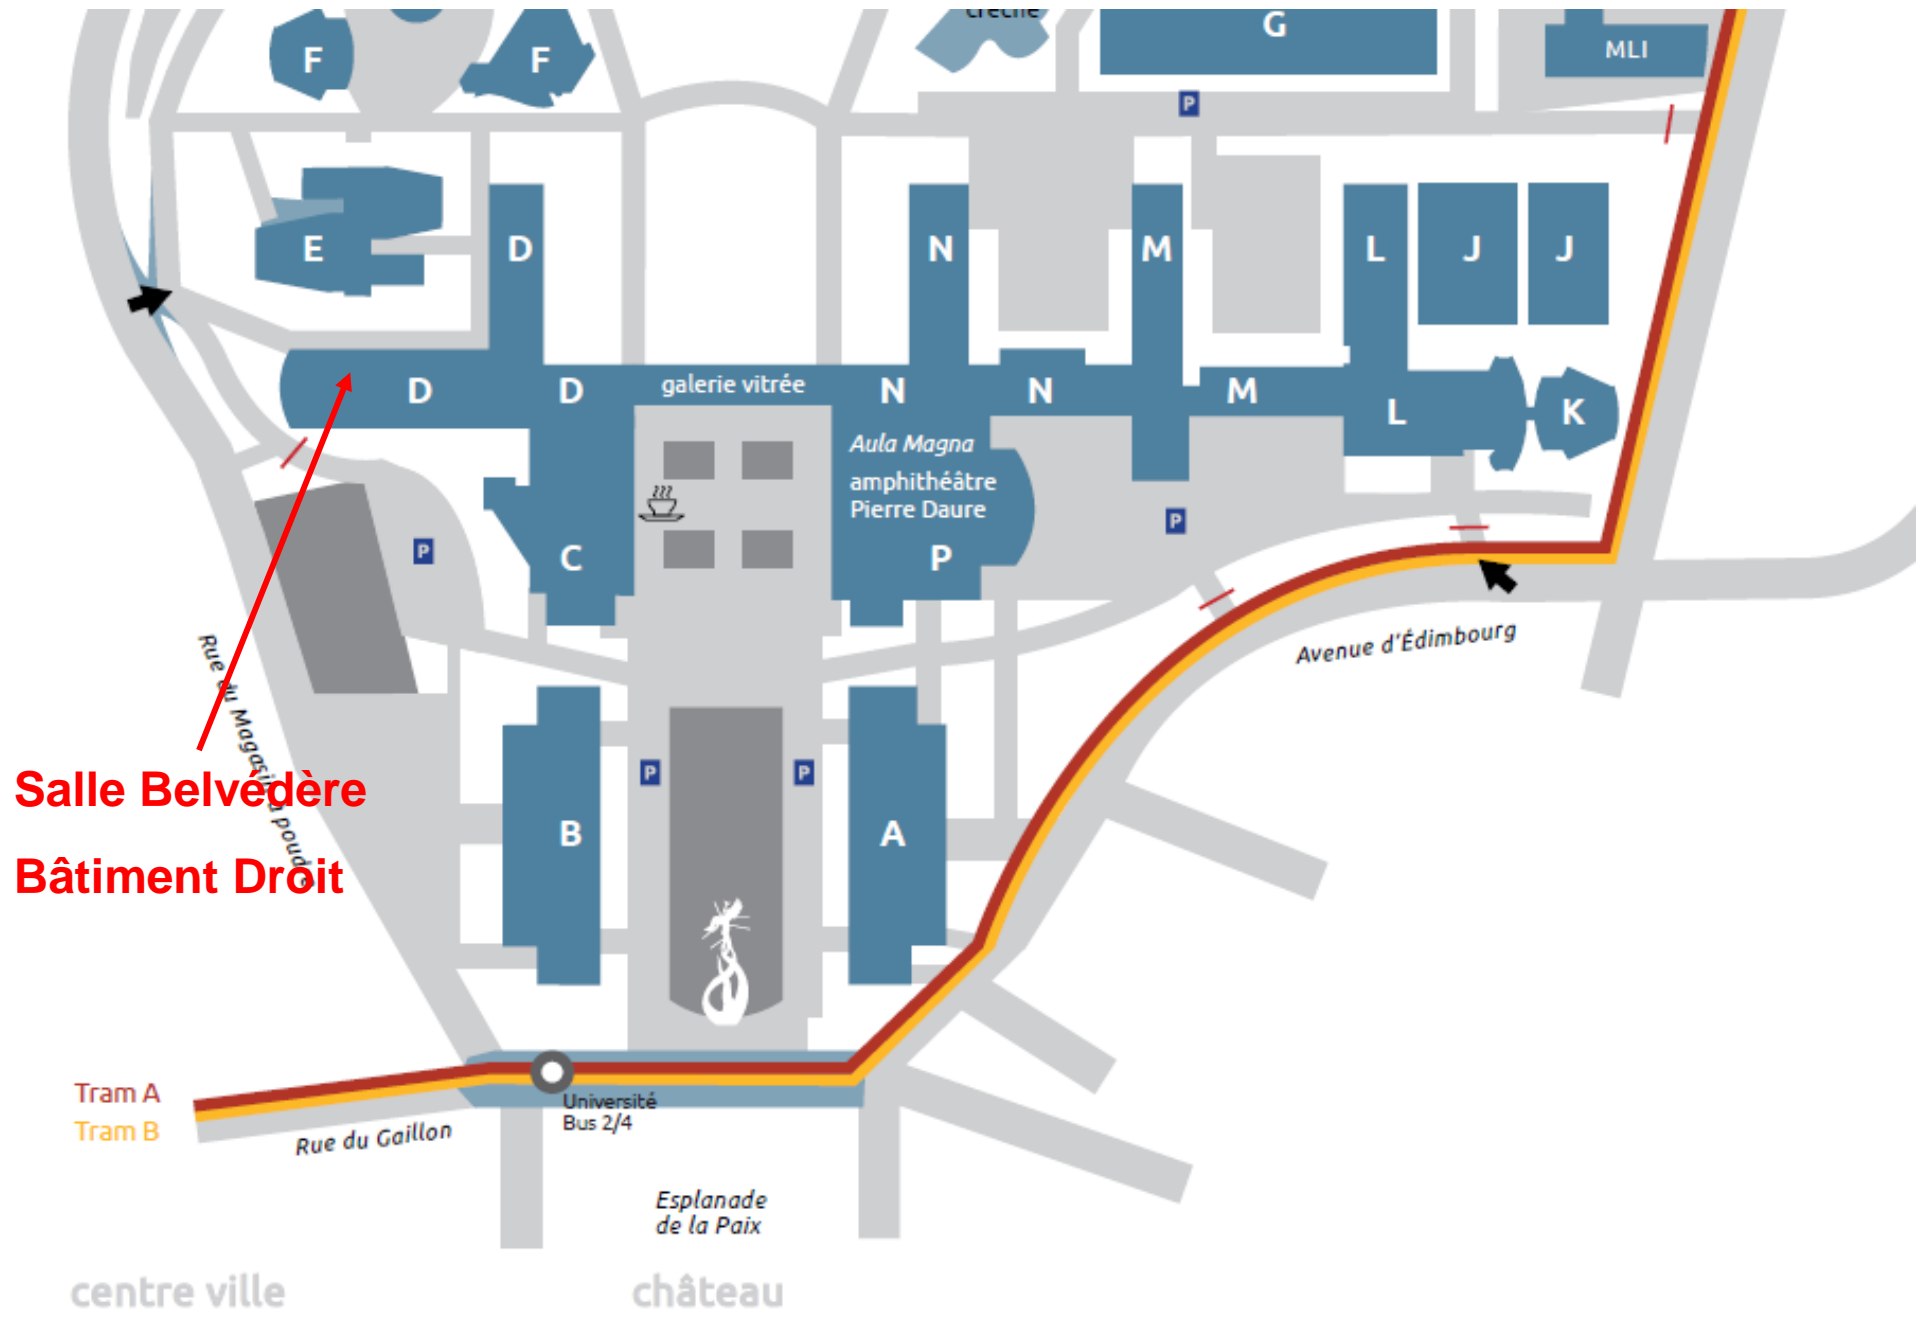 crèche
G
F
F
MLI
P
E
D
N
M
L
J
J
D
D
galerie vitrée
N
N
M
L
K
Aula Magna
amphithéâtre
Pierre Daure
P
P
C
P
Rue du Magasin à poudre
Avenue d'Édimbourg
Salle Belvédère
Bâtiment Droit
P
P
B
A
Tram A
Tram B
Université
Bus 2/4
Rue du Gaillon
Esplanade
de la Paix
centre ville
château